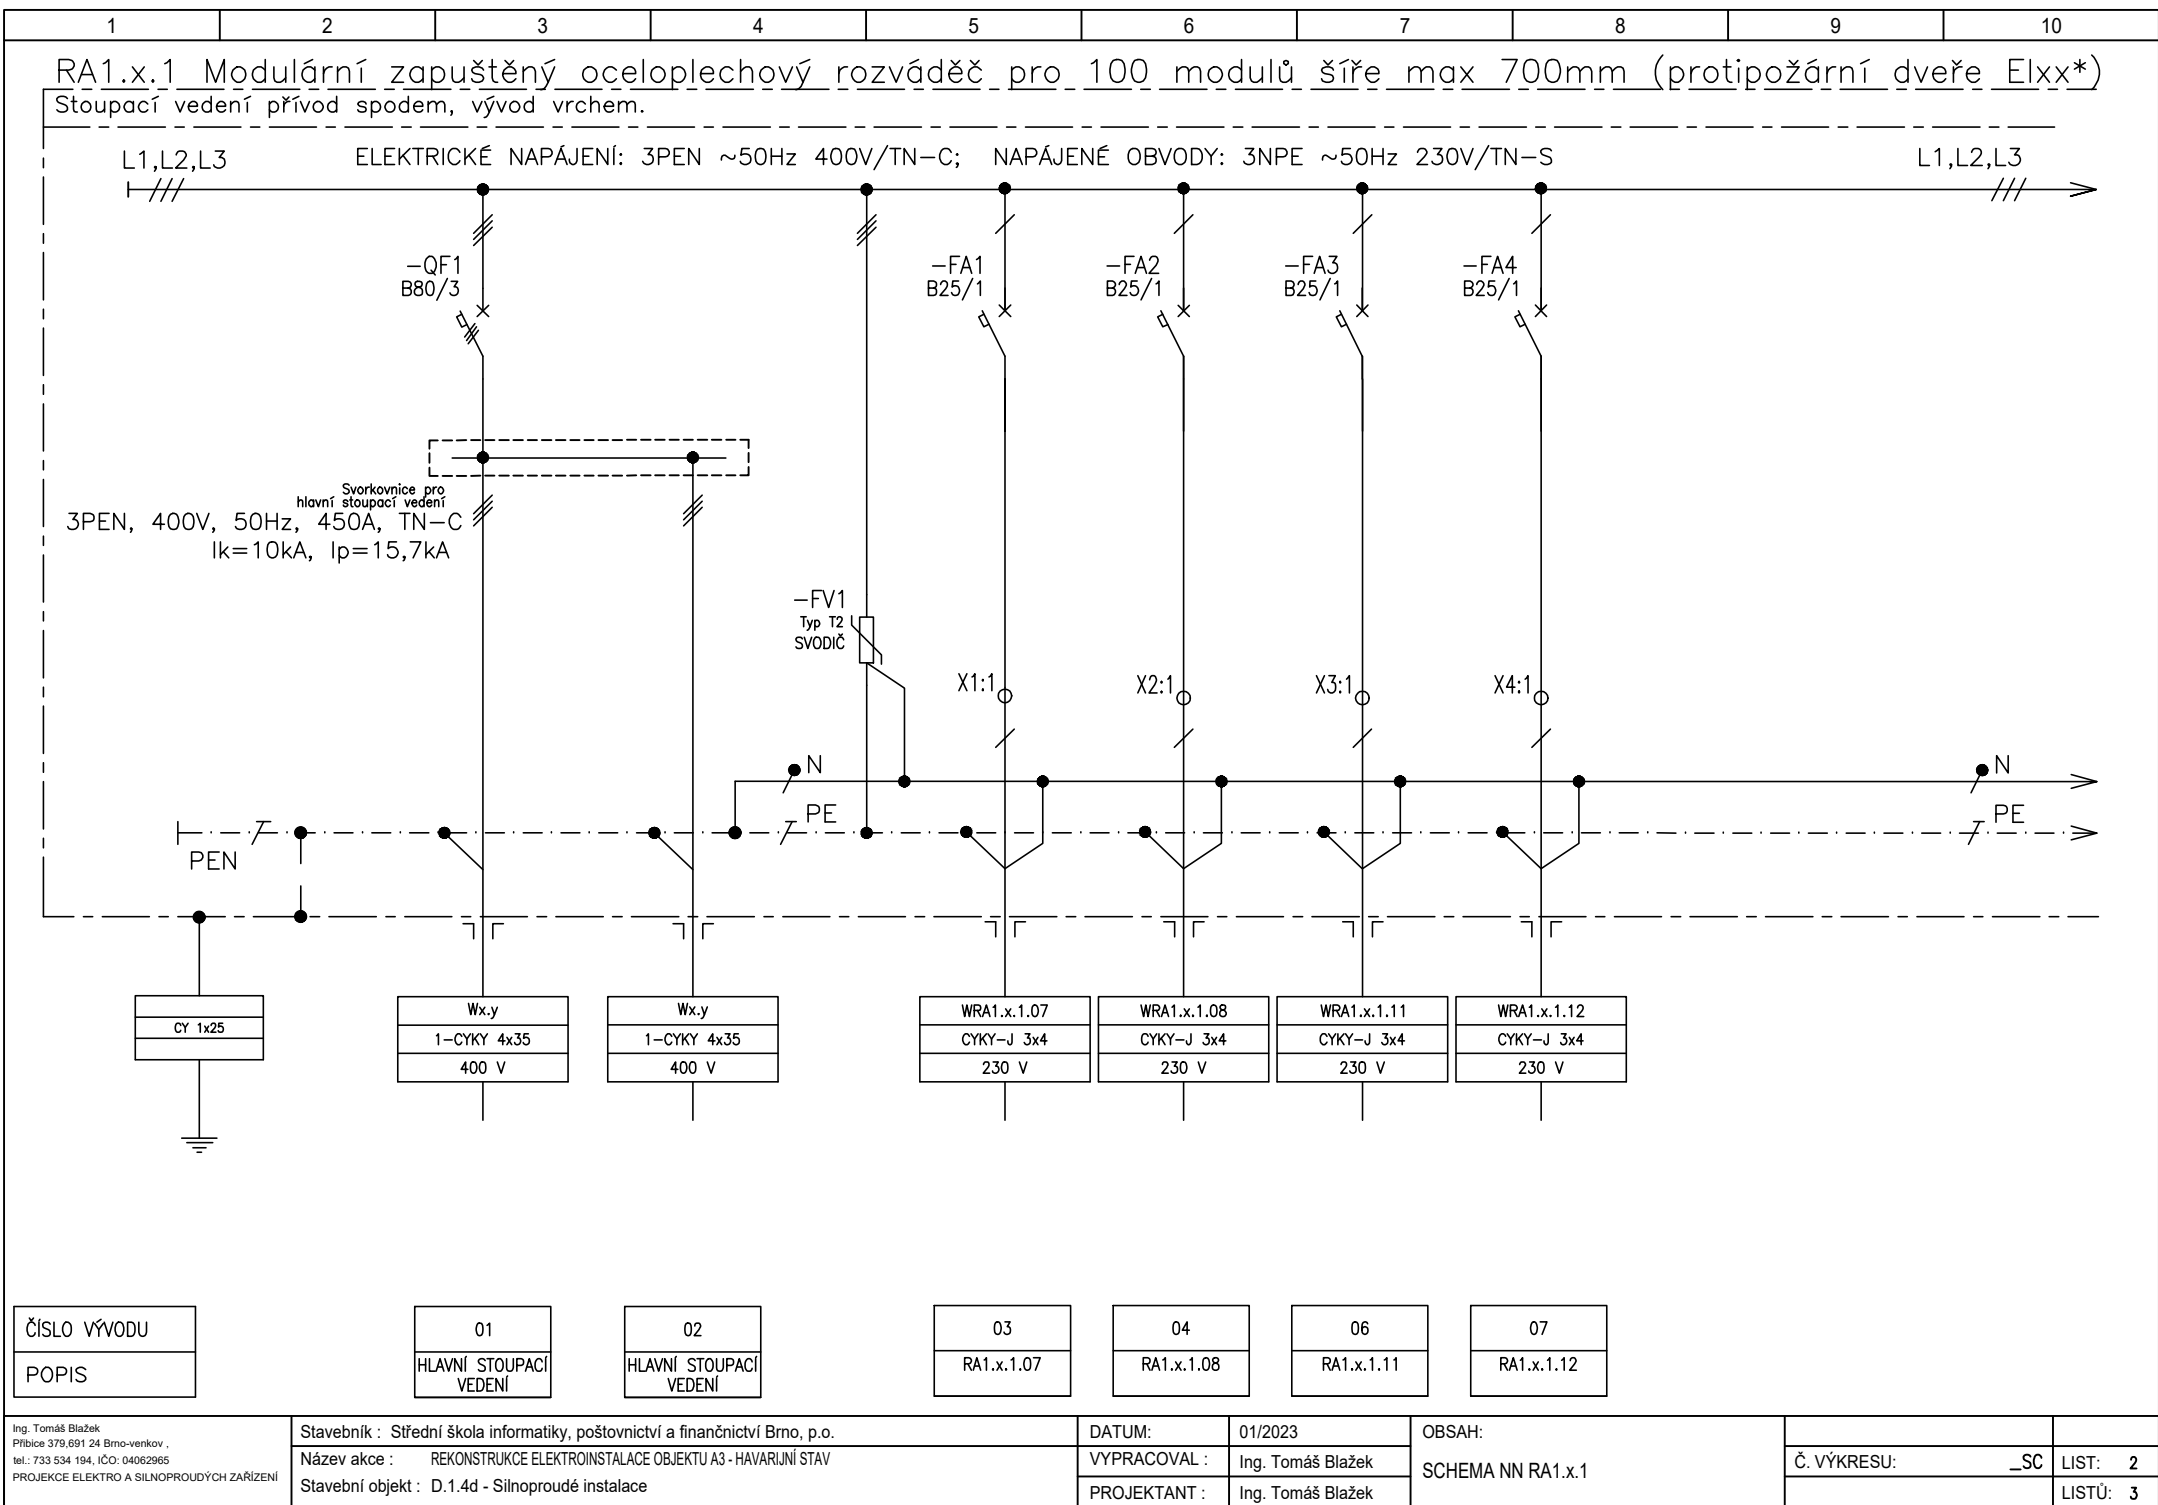 1 2 3 4 5 6 7 8 9 10
RA1.x.1 Modulární zapuštěný oceloplechový rozváděč pro 100 modulů šíře max 700mm (protipožární dveře EIxx*)
Stoupací vedení přívod spodem, vývod vrchem.
L1,L2,L3 ELEKTRICKÉ NAPÁJENÍ: 3PEN ~50Hz 400V/TN-C; NAPÁJENÉ OBVODY: 3NPE ~50Hz 230V/TN-S L1,L2,L3
-QF1 -FA1 -FA2 -FA3 -FA4
B80/3 B25/1 B25/1 B25/1 B25/1
Svorkovnice pro
hlavní stoupací vedení
3PEN, 400V, 50Hz, 450A, TN-C
Ik=10kA, Ip=15,7kA
-FV1
Typ T2
SVODIČ
X1:1 X2:1 X3:1 X4:1
N N
PE PE
PEN
Wx.y Wx.y WRA1.x.1.07 WRA1.x.1.08 WRA1.x.1.11 WRA1.x.1.12
CY 1x25 1-CYKY 4x35 1-CYKY 4x35 CYKY-J 3x4 CYKY-J 3x4 CYKY-J 3x4 CYKY-J 3x4
400 V 400 V 230 V 230 V 230 V 230 V
ČÍSLO VÝVODU 01 02 03 04 06 07
POPIS HLAVNÍ STOUPACÍ HLAVNÍ STOUPACÍ RA1.x.1.07 RA1.x.1.08 RA1.x.1.11 RA1.x.1.12
VEDENÍ VEDENÍ
Ing. Tomáš Blažek
Přibice 379,691 24 Brno-venkov ,
tel.: 733 534 194, IČO: 04062965
PROJEKCE ELEKTRO A SILNOPROUDÝCH ZAŘÍZENÍ
Stavebník : Střední škola informatiky, poštovnictví a finančnictví Brno, p.o.
Název akce : REKONSTRUKCE ELEKTROINSTALACE OBJEKTU A3 - HAVARIJNÍ STAV
Stavební objekt : D.1.4d - Silnoproudé instalace
DATUM: 01/2023
VYPRACOVAL : Ing. Tomáš Blažek
PROJEKTANT : Ing. Tomáš Blažek
OBSAH:
SCHEMA NN RA1.x.1
Č. VÝKRESU: _SC LIST: 2
LISTŮ: 3